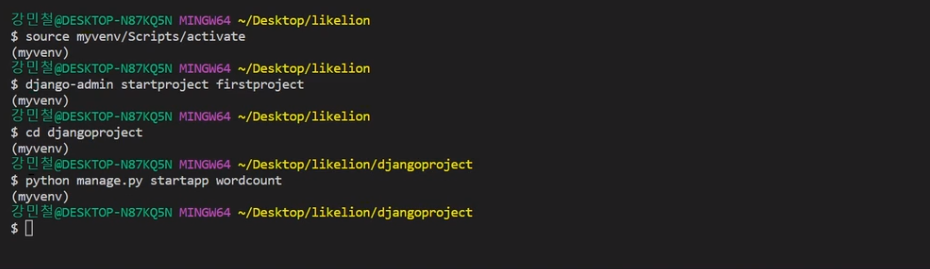 강민철@DESKTOP-N87KQ5N MINGW64 ~/Desktop/likelion
$ source myvenv/Scripts/activate
(myvenv)
강민철@DESKTOP-N87KQ5N MINGW64 ~/Desktop/likelion
$ django-admin startproject firstproject
(myvenv)
강민철@DESKTOP-N87KQ5N MINGW64 ~/Desktop/likelion
$ cd djangoproject
(myvenv)
강민철@DESKTOP-N87KQ5N MINGW64 ~/Desktop/likelion/djangoproject
$ python manage.py startapp wordcount
(myvenv)
강민철@DESKTOP-N87KQ5N MINGW64 ~/Desktop/likelion/djangoproject
$